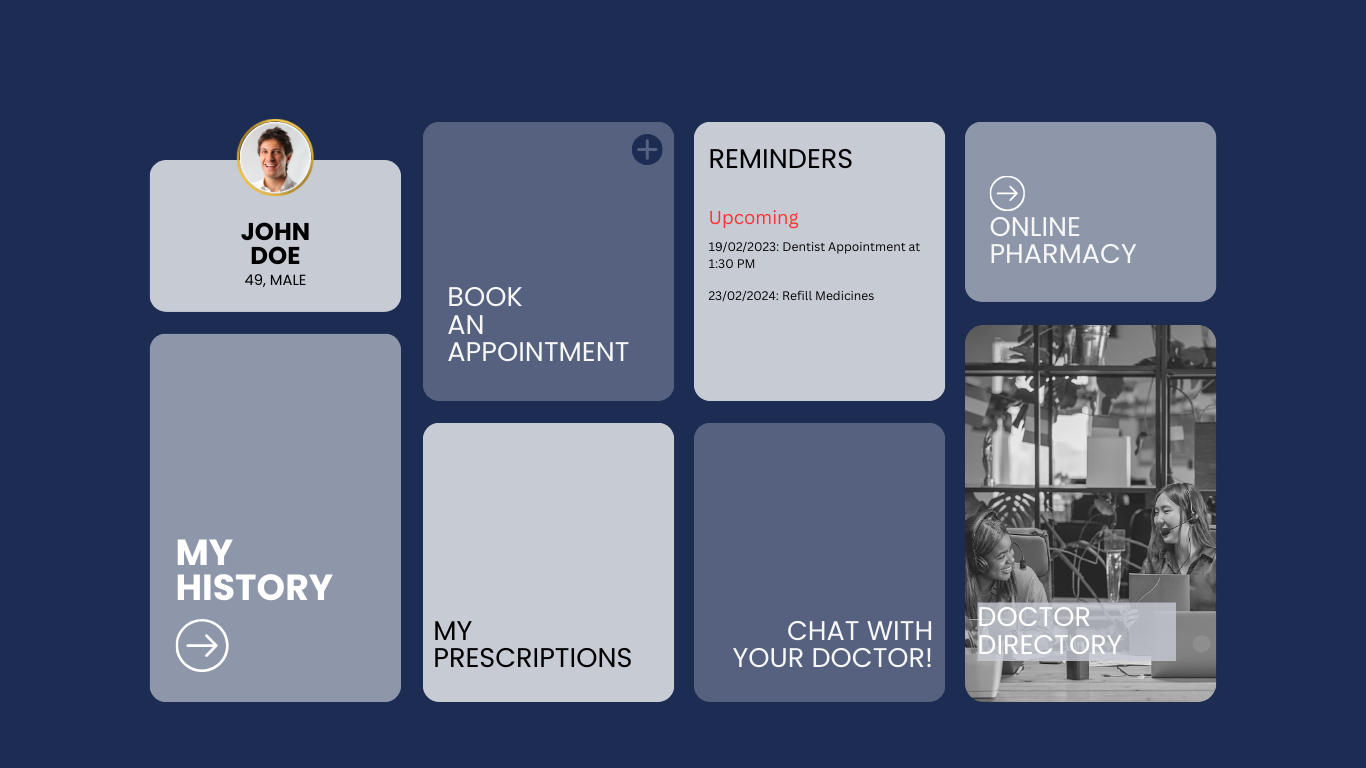 JOHN
DOE
49, MALE
MY
HISTORY
BOOK
AN
APPOINTMENT
MY
PRESCRIPTIONS
REMINDERS
Upcoming
19/02/2023: Dentist Appointment at
1:30 PM
23/02/2024: Refill Medicines
CHAT WITH
YOUR DOCTOR!
ONLINE
PHARMACY
DOCTOR
DIRECTORY